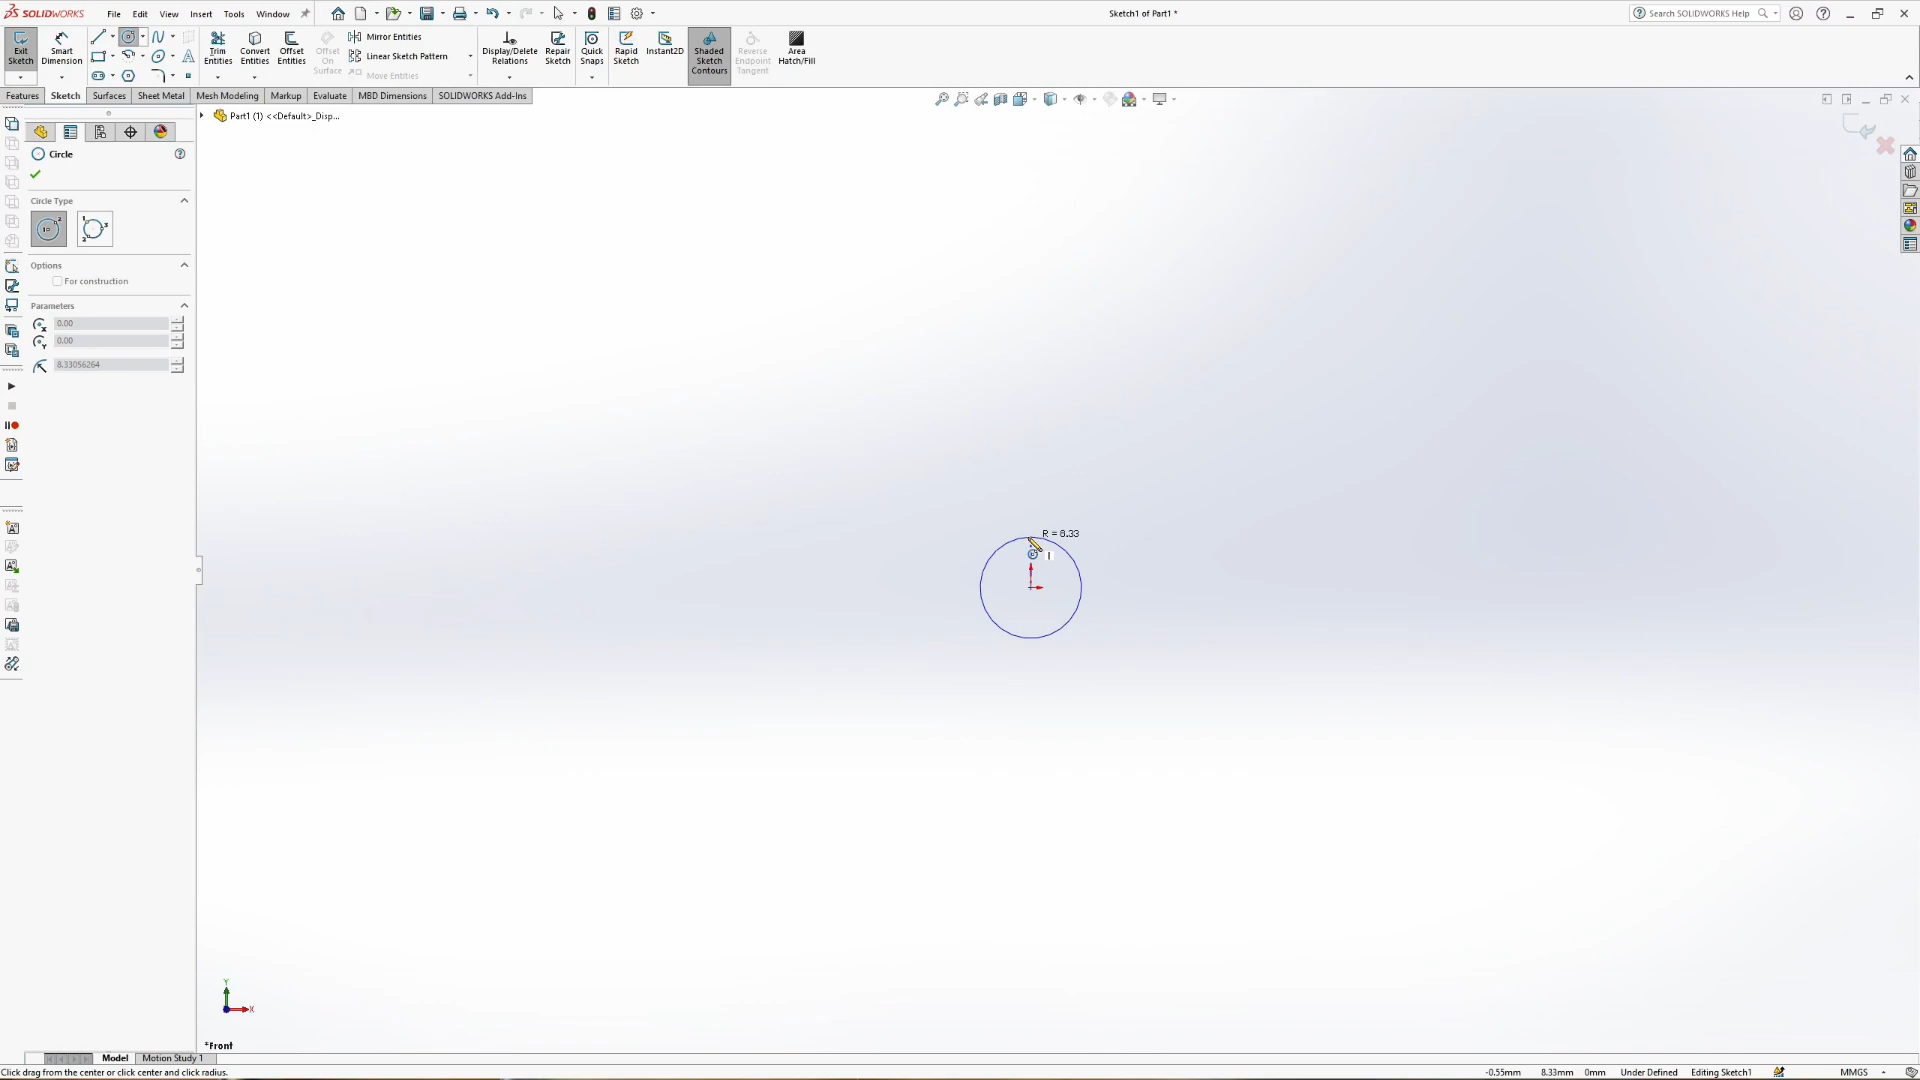 SOLIDWORKS File Edit View Insert Tools Window Sketch1 of Part1 * Search SOLIDWORKS Help
Exit Sketch
Smart Dimension
Trim Entities
Convert Entities
Offset Entities
Offset On Surface
Mirror Entities
Linear Sketch Pattern
Move Entities
Display/Delete Relations
Repair Sketch
Quick Snaps
Rapid Sketch
Instant2D
Shaded Sketch Contours
Reverse Endpoint Tangent
Area Hatch/Fill
Features Sketch Surfaces Sheet Metal Mesh Modeling Markup Evaluate MBD Dimensions SOLIDWORKS Add-Ins
Part1 (1) <<Default>_Disp...
Circle
Circle Type
Options
For construction
Parameters
0.00
0.00
8.33056264
R = 8.33
Y
X
*Front
Model Motion Study 1
Click drag from the center or click center and click radius. -0.55mm 8.33mm 0mm Under Defined Editing Sketch1 MMGS